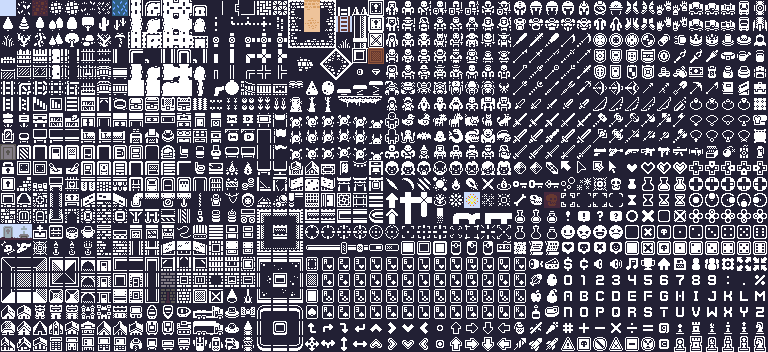 $ ¢
0 1 2 3 4 5 6 7 8 9 : . %
A B C D E F G H I J K L M
N O P Q R S T U V W X Y Z
# + - × ÷ =